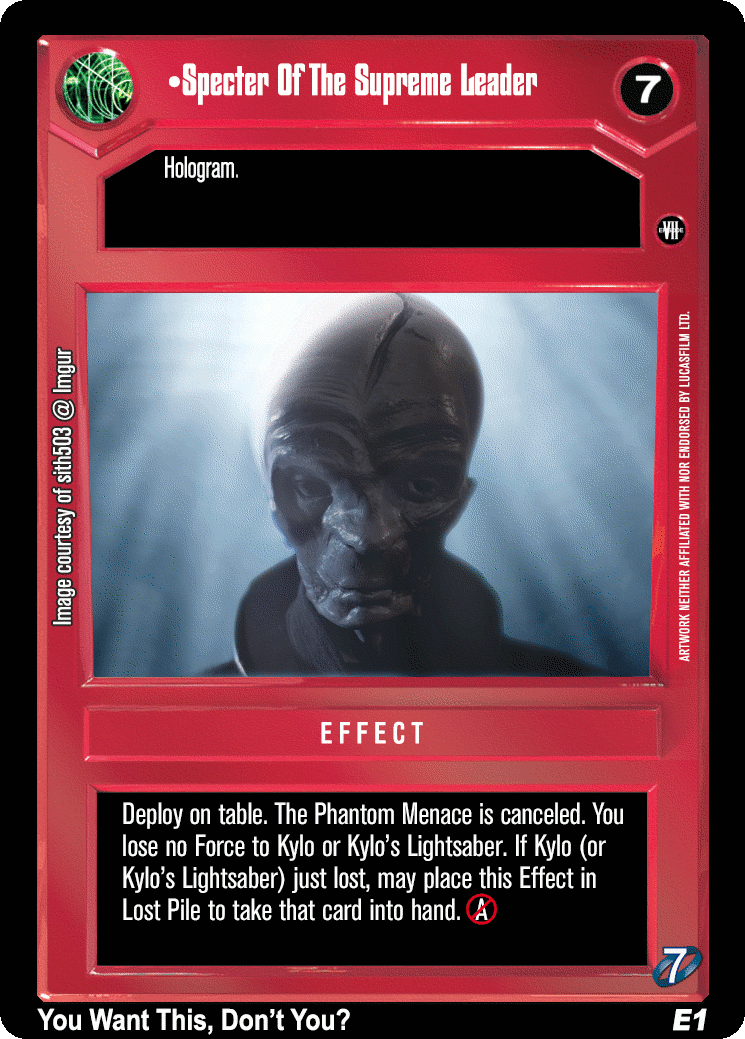 •Specter Of The Supreme Leader
7
Hologram.
EPISODE
VII
Image courtesy of sith503 @ Imgur
ARTWORK NEITHER AFFILIATED WITH NOR ENDORSED BY LUCASFILM LTD.
EFFECT
Deploy on table. The Phantom Menace is canceled. You
lose no Force to Kylo or Kylo's Lightsaber. If Kylo (or
Kylo's Lightsaber) just lost, may place this Effect in
Lost Pile to take that card into hand. A
7
You Want This, Don't You?
E1